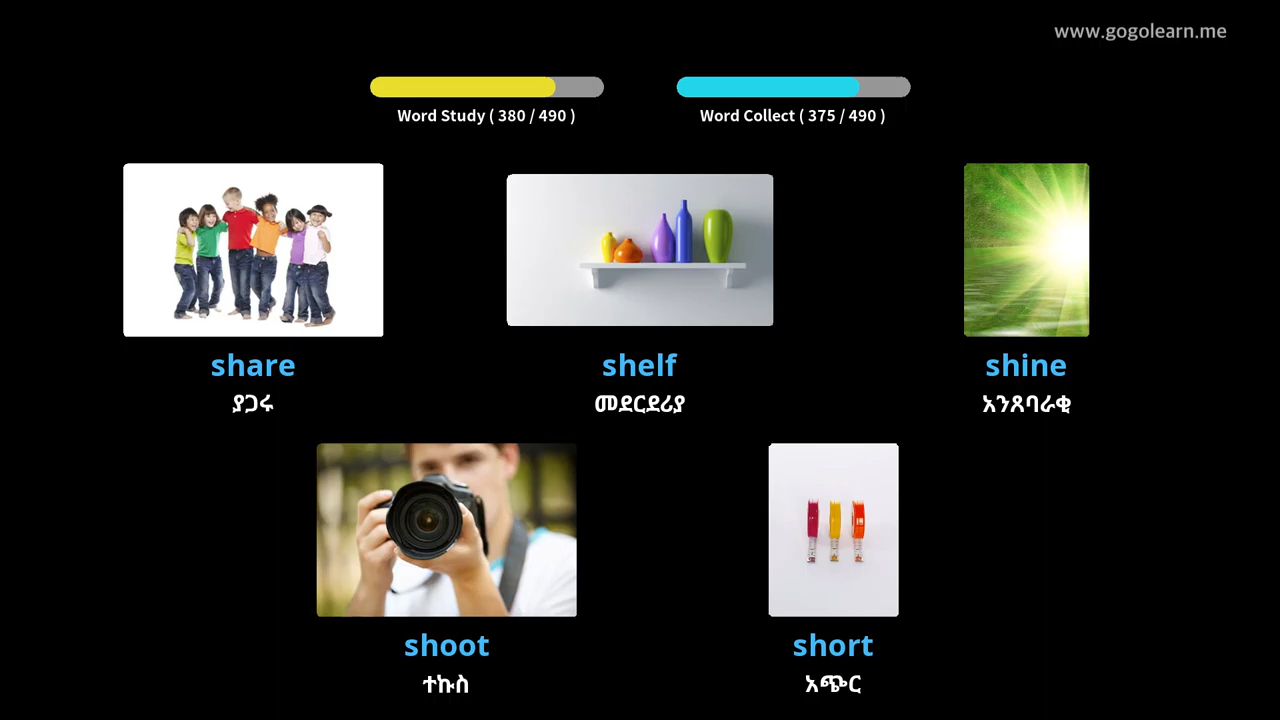 www.gogolearn.me
Word Study ( 380 / 490 )
Word Collect ( 375 / 490 )
share
ያጋሩ
shelf
መደርደሪያ
shine
አንጸባራቂ
shoot
ተኩስ
short
አጭር